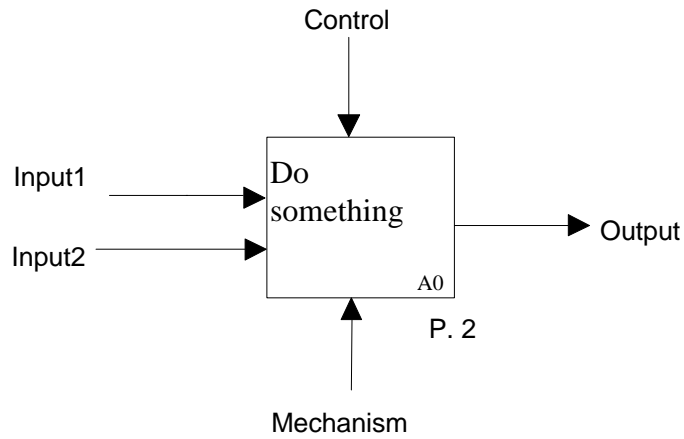 Control
Input1
Do
something
Input2
Output
A0
P. 2
Mechanism